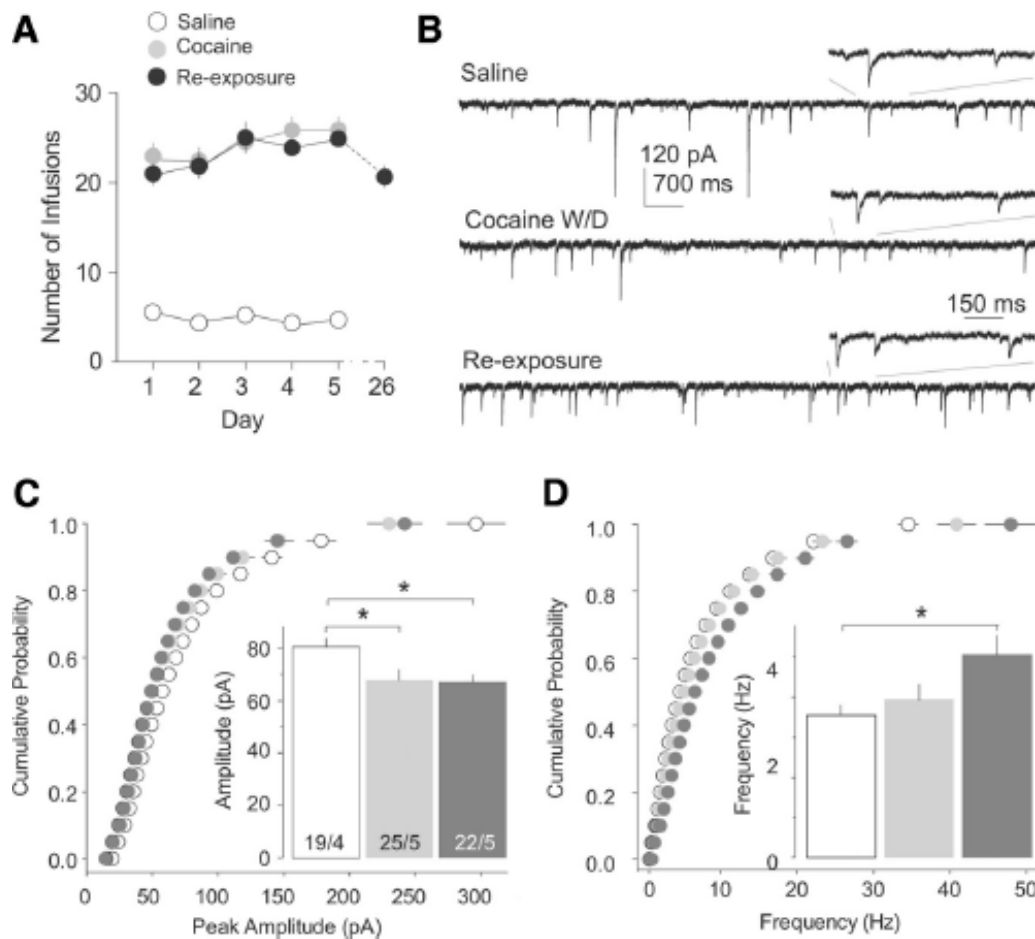 A
Saline
Cocaine
Re-exposure
30
20
10
0
Number of Infusions
1 2 3 4 5 26
Day
B
Saline
120 pA
700 ms
Cocaine W/D
150 ms
Re-exposure
C
1.0
0.8
0.6
0.4
0.2
0.0
Cumulative Probability
0 50 100 150 200 250 300
Peak Amplitude (pA)
* 
*
80
60
40
20
0
Amplitude (pA)
19/4 25/5 22/5
D
1.0
0.8
0.6
0.4
0.2
0.0
Cumulative Probability
0 10 20 30 40 50
Frequency (Hz)
*
4
2
0
Frequency (Hz)